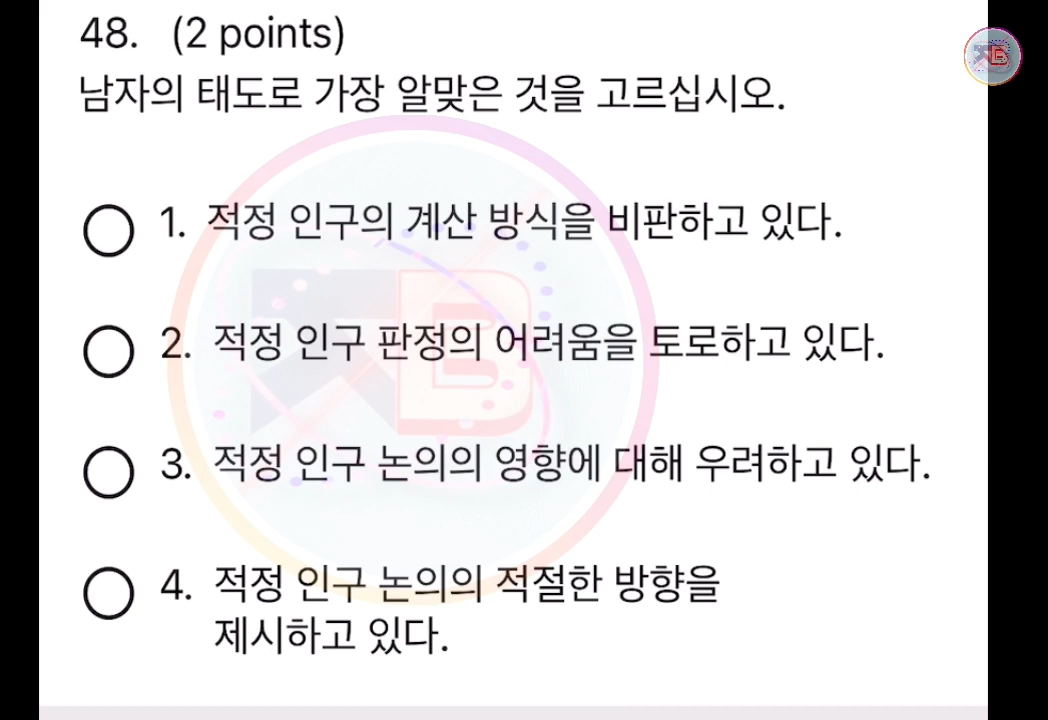 48. (2 points)
남자의 태도로 가장 알맞은 것을 고르십시오.
1. 적정 인구의 계산 방식을 비판하고 있다.
2. 적정 인구 판정의 어려움을 토로하고 있다.
3. 적정 인구 논의의 영향에 대해 우려하고 있다.
4. 적정 인구 논의의 적절한 방향을
제시하고 있다.